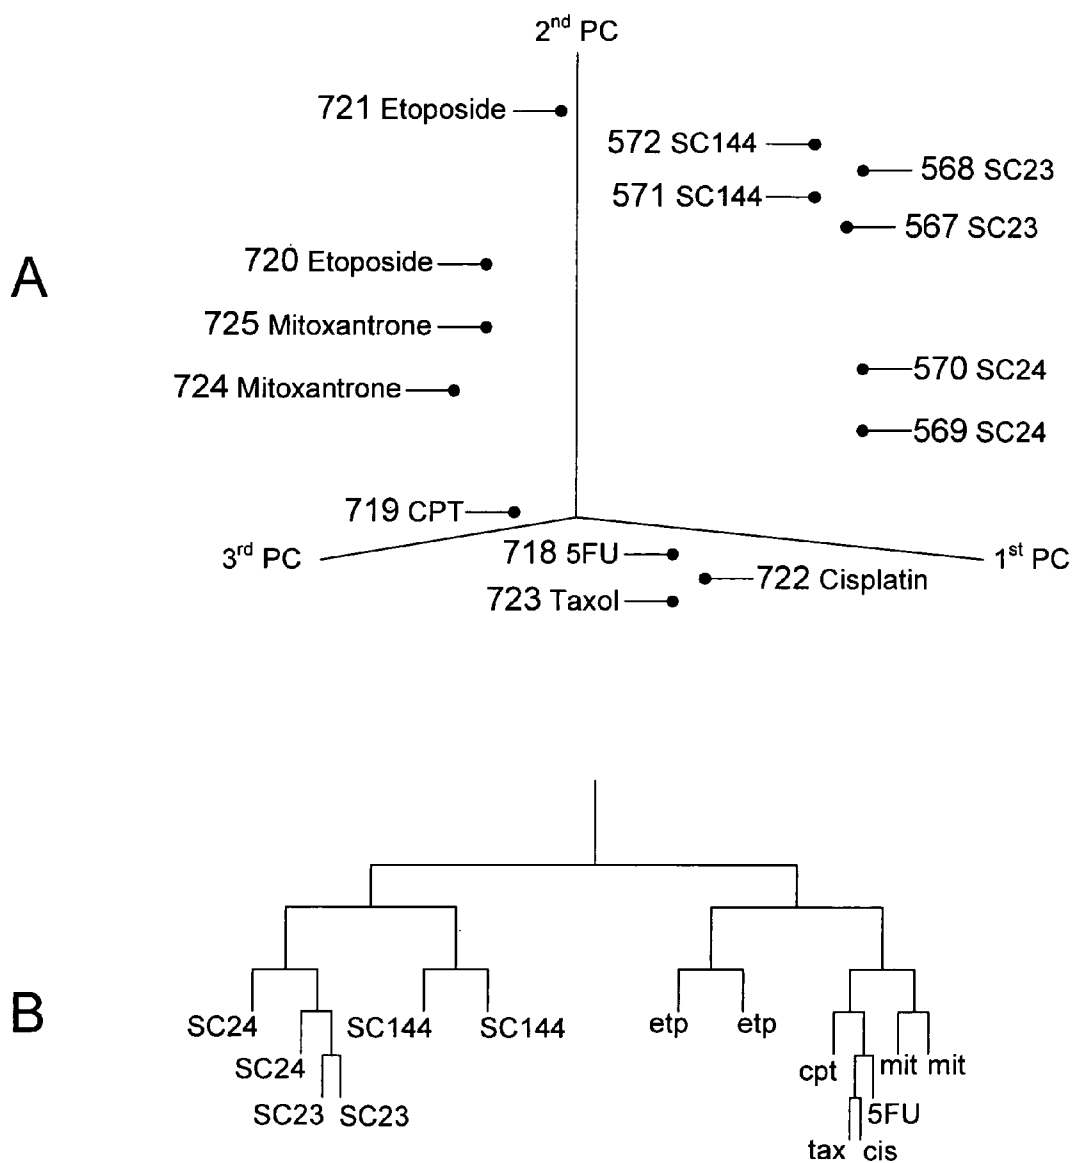 2nd PC
721 Etoposide
572 SC144
568 SC23
571 SC144
567 SC23
A
720 Etoposide
725 Mitoxantrone
570 SC24
724 Mitoxantrone
569 SC24
719 CPT
3rd PC
718 5FU
1st PC
722 Cisplatin
723 Taxol
B
SC24
SC144
SC144
etp
etp
SC24
cpt
mit
mit
SC23
SC23
5FU
tax
cis